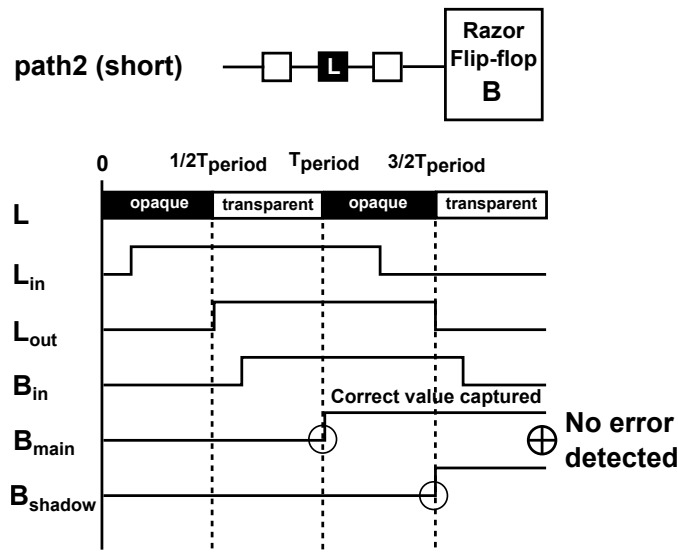 path2 (short)
L
Razor
Flip-flop
B
0
1/2Tperiod
Tperiod
3/2Tperiod
L
opaque
transparent
opaque
transparent
Lin
Lout
Bin
Correct value captured
Bmain
No error
detected
Bshadow